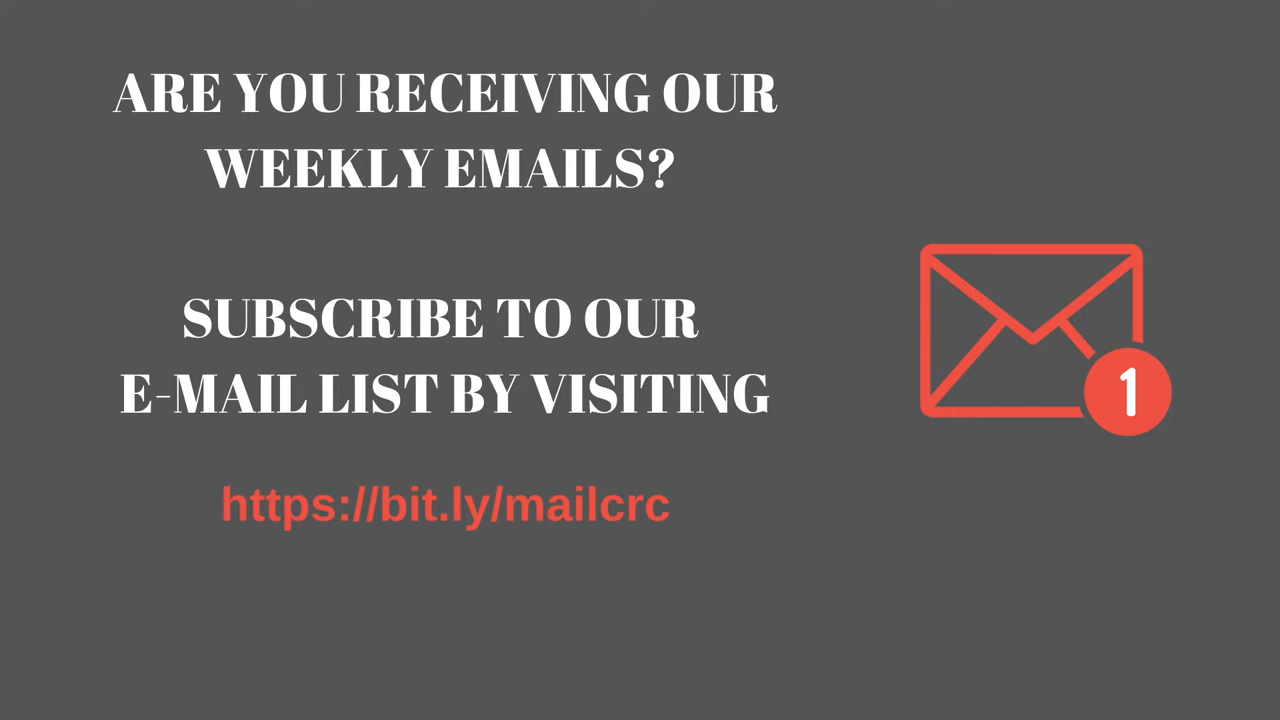 ARE YOU RECEIVING OUR
WEEKLY EMAILS?
SUBSCRIBE TO OUR
E-MAIL LIST BY VISITING
https://bit.ly/mailcrc
1